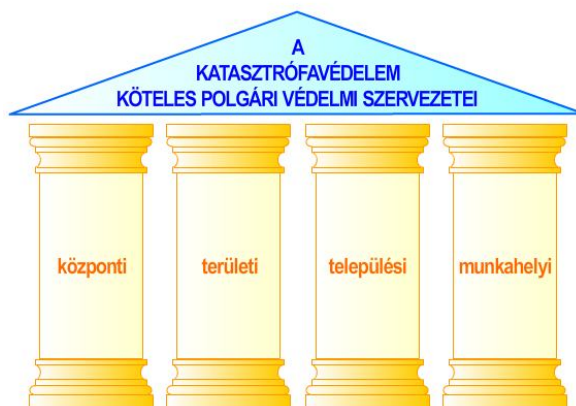 A
KATASZTRÓFAVÉDELEM
KÖTELES POLGÁRI VÉDELMI SZERVEZETEI
központi
területi
települési
munkahelyi